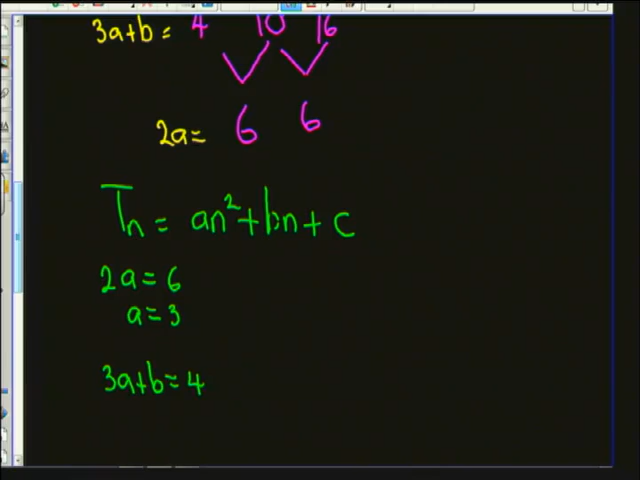 3a+b = 4 10 16
2a= 6 6
Tn = an²+bn+c
2a=6
a=3
3a+b=4